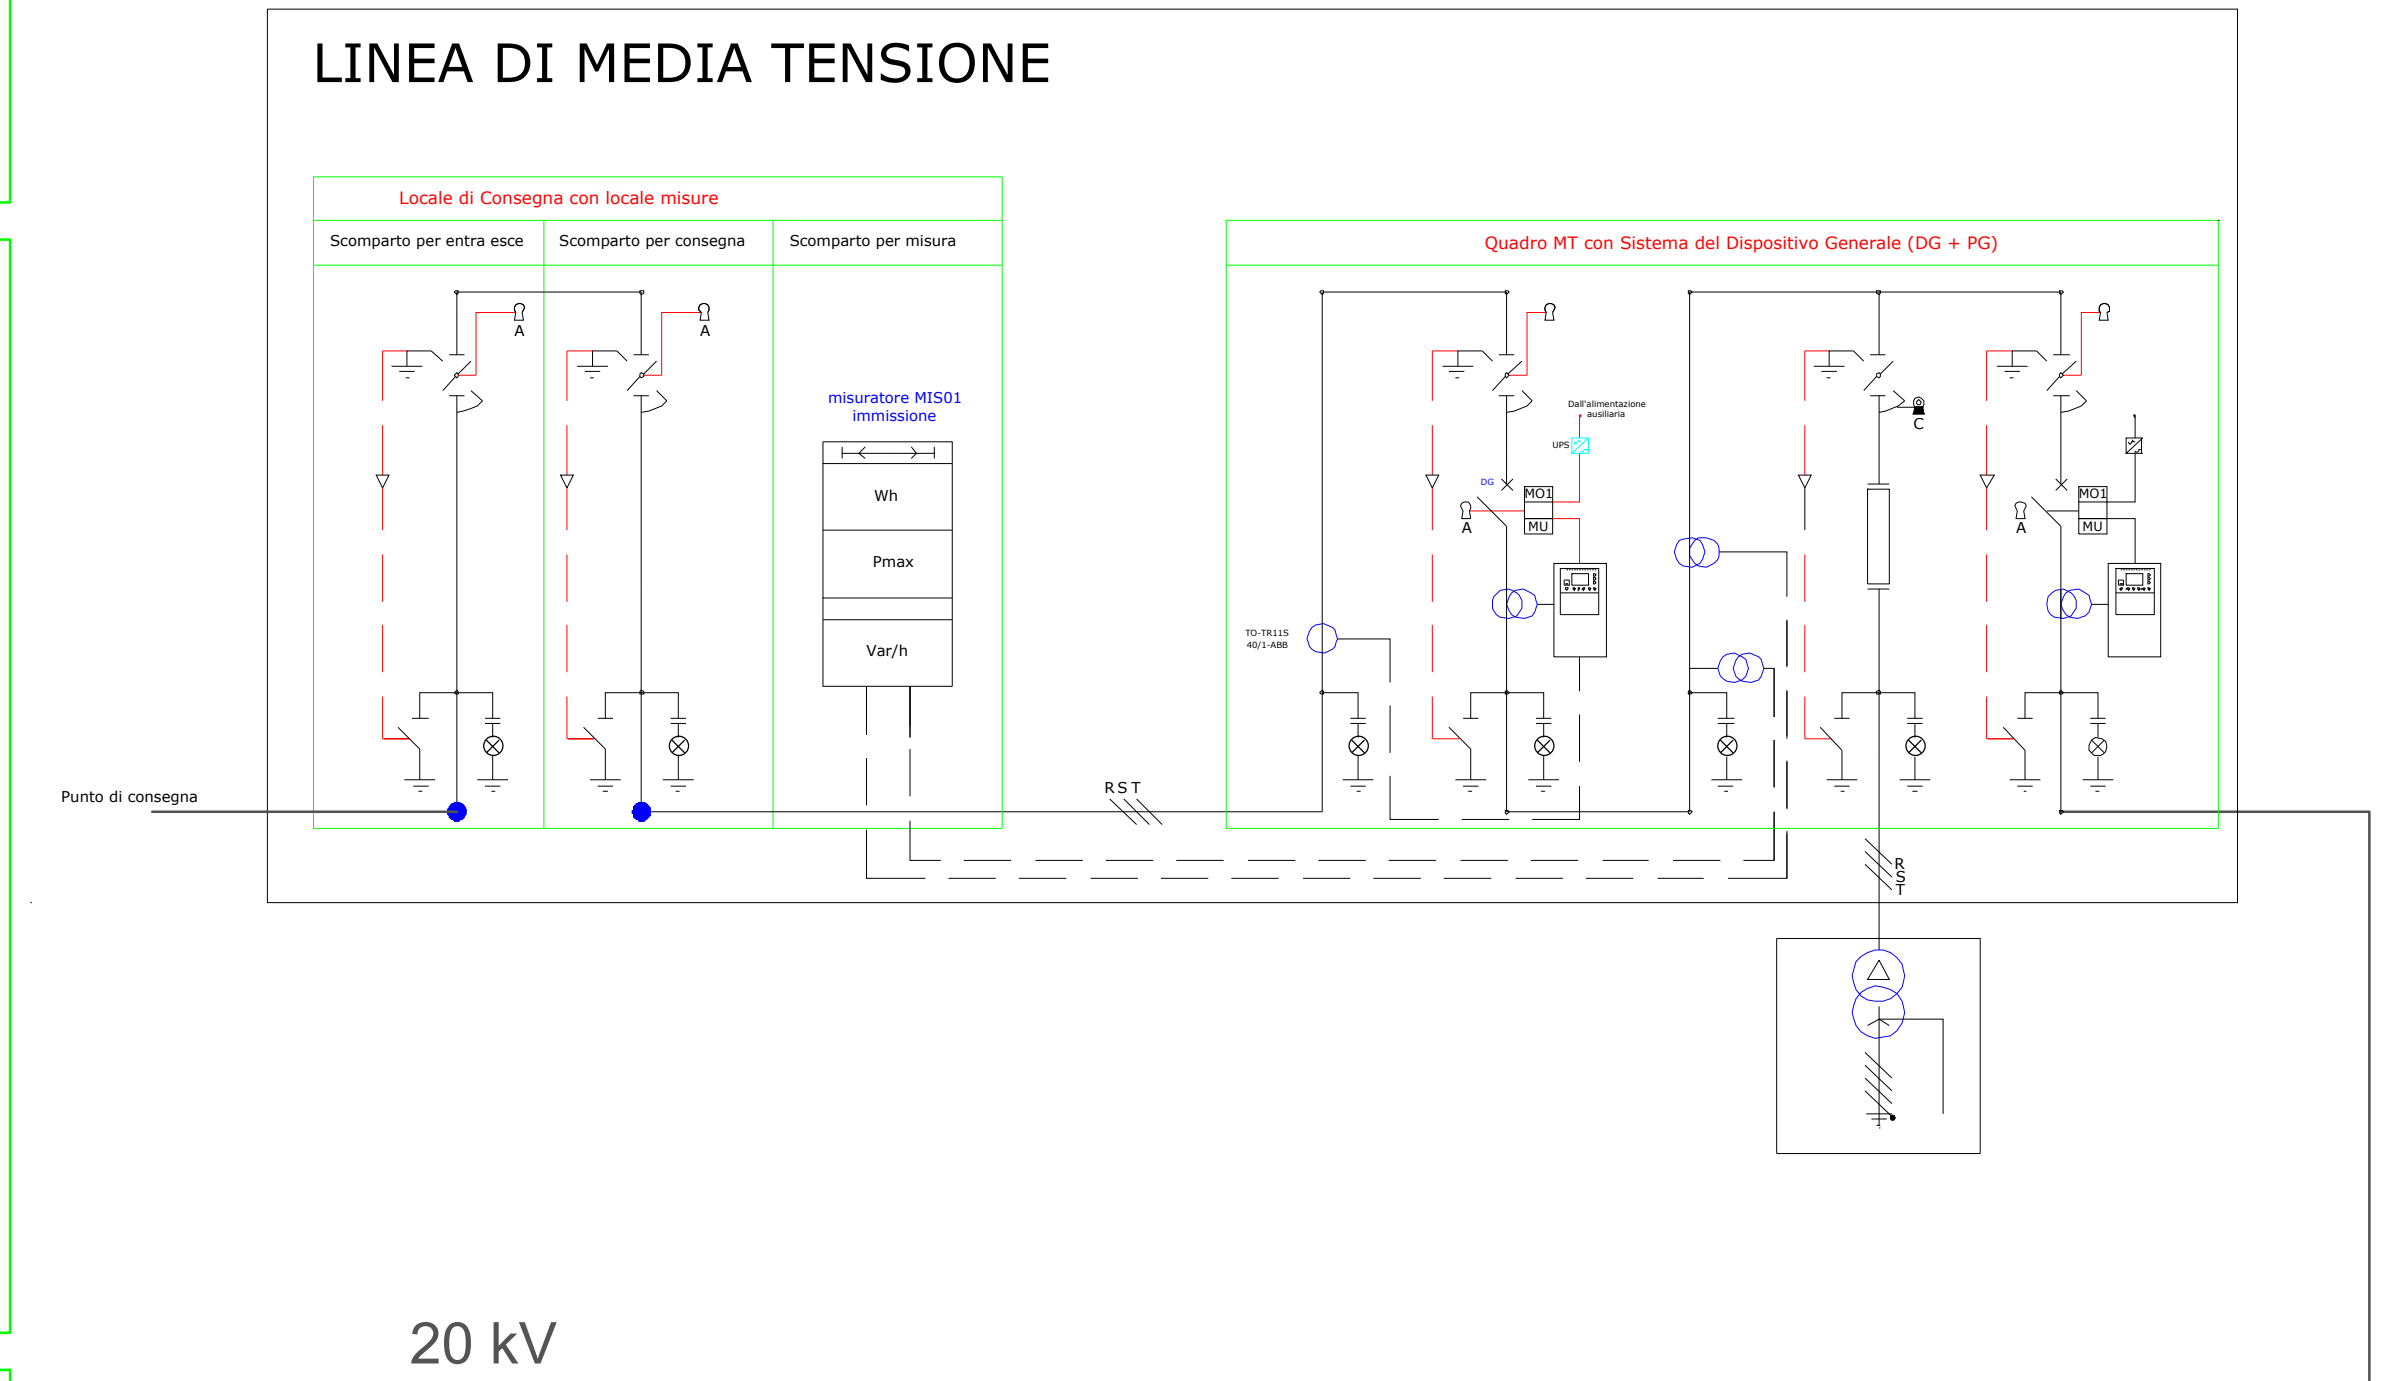 LINEA DI MEDIA TENSIONE
Locale di Consegna con locale misure
Scomparto per entra esce
Scomparto per consegna
Scomparto per misura
Quadro MT con Sistema del Dispositivo Generale (DG + PG)
A
A
misuratore MIS01
immissione
Wh
Pmax
Var/h
Dall'alimentazione
ausiliaria
UPS
C
DG
MO1
MU
A
MO1
MU
A
TO-TR11S
40/1-ABB
Punto di consegna
R S T
R
S
T
20 kV